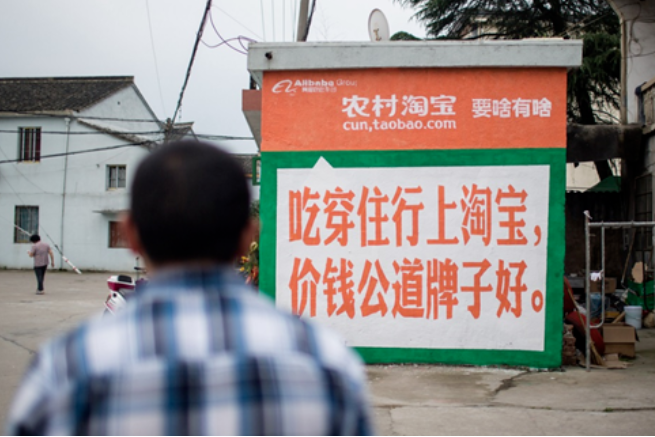 Alibaba Group
农村淘宝 要啥有啥
cun.taobao.com
吃穿住行上淘宝,
价钱公道牌子好。